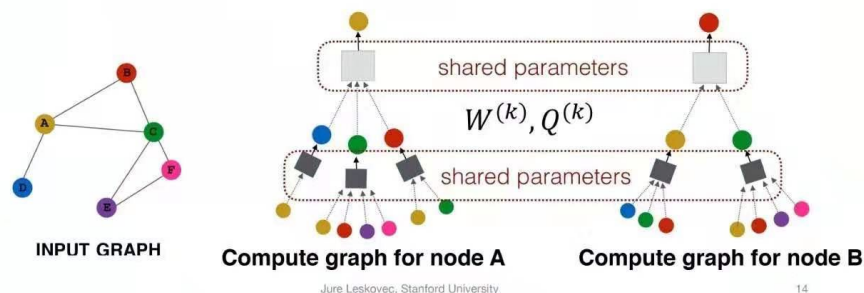 B
A
C
F
D
E
INPUT GRAPH
shared parameters
W^{(k)}, Q^{(k)}
shared parameters
Compute graph for node A
Compute graph for node B
Jure Leskovec, Stanford University
14